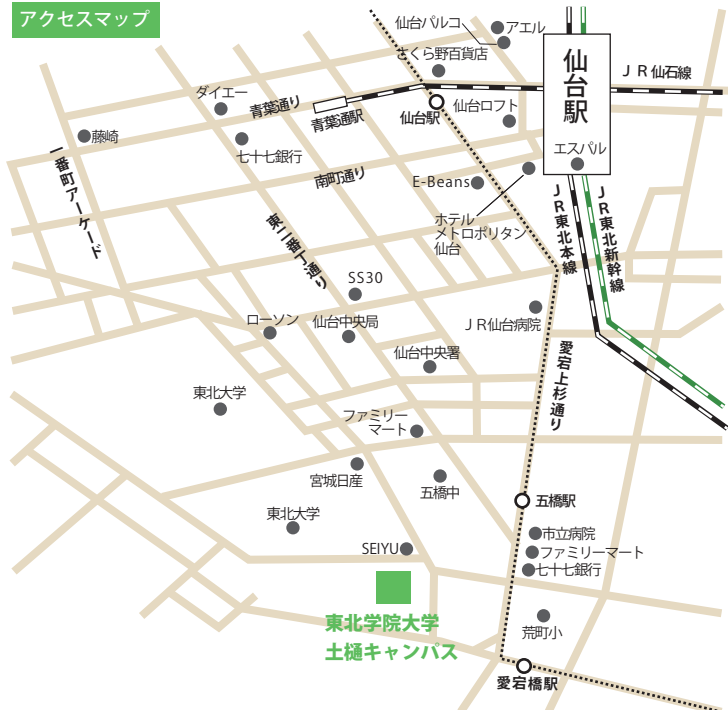 アクセスマップ
仙台パルコ
アエル
さくら野百貨店
仙台駅
ＪＲ仙石線
ダイエー
青葉通り
青葉通駅
仙台駅
仙台ロフト
藤崎
七十七銀行
エスパル
一番町アーケード
南町通り
E-Beans
東二番丁通り
ホテル
メトロポリタン
仙台
ＪＲ東北本線
ＪＲ東北新幹線
SS30
ローソン
仙台中央局
ＪＲ仙台病院
仙台中央署
愛宕上杉通り
東北大学
ファミリー
マート
宮城日産
五橋中
五橋駅
東北大学
市立病院
SEIYU
ファミリーマート
七十七銀行
東北学院大学
土樋キャンパス
荒町小
愛宕橋駅